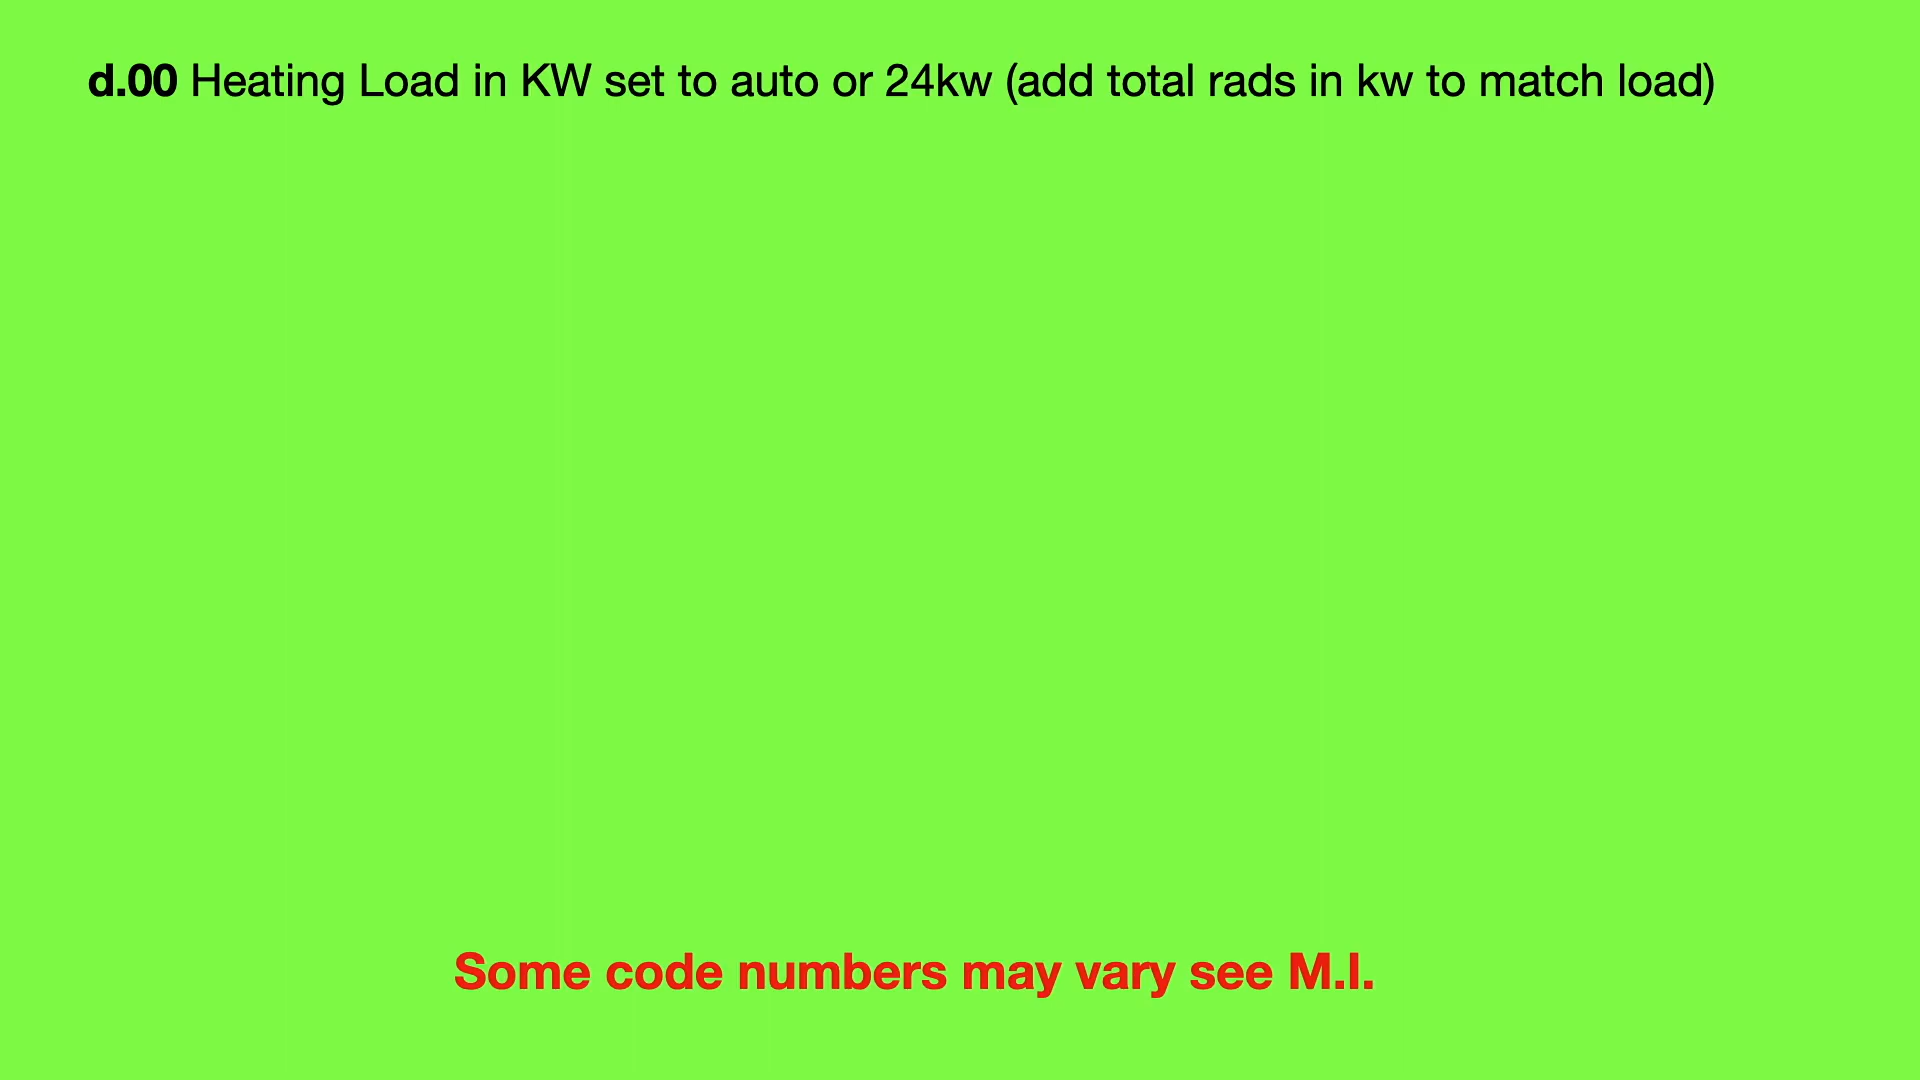 d.00 Heating Load in KW set to auto or 24kw (add total rads in kw to match load)
Some code numbers may vary see M.I.